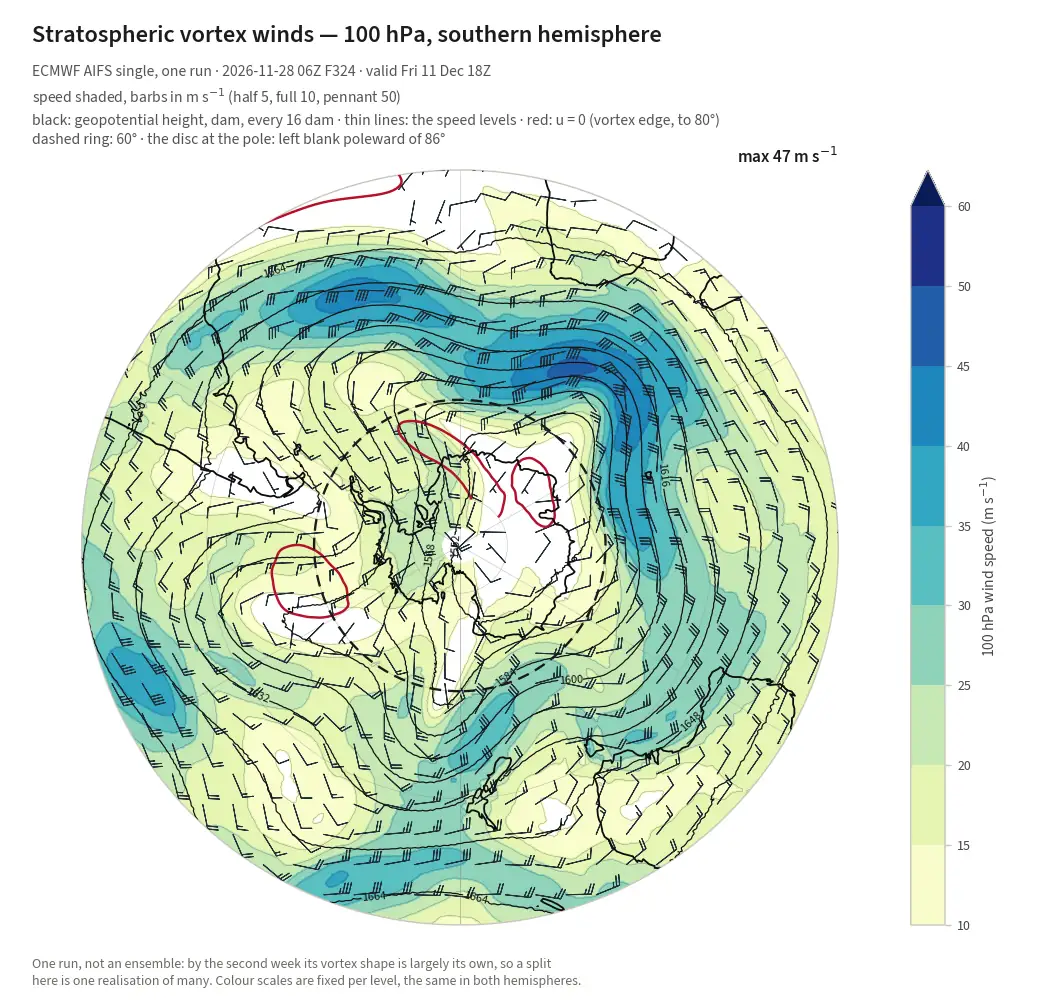 Stratospheric vortex winds — 100 hPa, southern hemisphere
ECMWF AIFS single, one run · 2026-11-28 06Z F324 · valid Fri 11 Dec 18Z
speed shaded, barbs in m s−1 (half 5, full 10, pennant 50)
black: geopotential height, dam, every 16 dam · thin lines: the speed levels · red: u = 0 (vortex edge, to 80°)
dashed ring: 60° · the disc at the pole: left blank poleward of 86°
max 47 m s−1
1664
1616
1568
1552
1584
1600
1632
1648
1664
1664
60
50
45
40
35
30
25
20
15
10
100 hPa wind speed (m s−1)
One run, not an ensemble: by the second week its vortex shape is largely its own, so a split
here is one realisation of many. Colour scales are fixed per level, the same in both hemispheres.